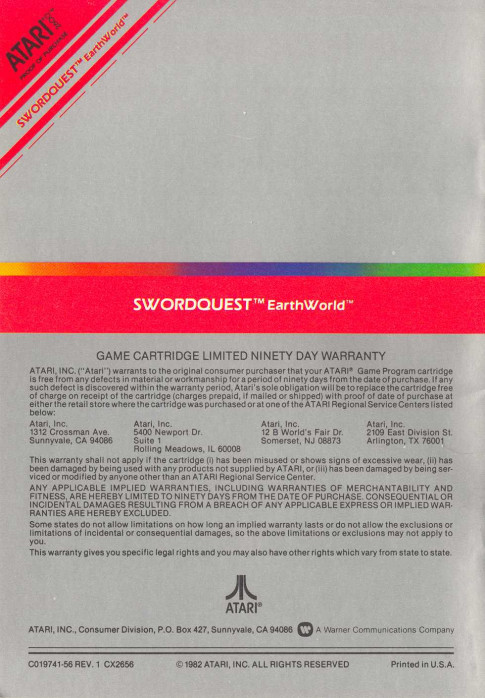 ATARI®
PROOF OF PURCHASE
SWORDQUEST™ EarthWorld™
SWORDQUEST™ EarthWorld™
GAME CARTRIDGE LIMITED NINETY DAY WARRANTY
ATARI, INC. ("Atari") warrants to the original consumer purchaser that your ATARI® Game Program cartridge
is free from any defects in material or workmanship for a period of ninety days from the date of purchase. If any
such defect is discovered within the warranty period, Atari's sole obligation will be to replace the cartridge free
of charge on receipt of the cartridge (charges prepaid, if mailed or shipped) with proof of date of purchase at
either the retail store where the cartridge was purchased or at one of the ATARI Regional Service Centers listed
below:
Atari, Inc. Atari, Inc. Atari, Inc. Atari, Inc.
1312 Crossman Ave. 5400 Newport Dr. 12 B World's Fair Dr. 2109 East Division St.
Sunnyvale, CA 94086 Suite 1 Somerset, NJ 08873 Arlington, TX 76001
Rolling Meadows, IL 60008
This warranty shall not apply if the cartridge (i) has been misused or shows signs of excessive wear, (ii) has
been damaged by being used with any products not supplied by ATARI, or (iii) has been damaged by being ser-
viced or modified by anyone other than an ATARI Regional Service Center.
ANY APPLICABLE IMPLIED WARRANTIES, INCLUDING WARRANTIES OF MERCHANTABILITY AND
FITNESS, ARE HEREBY LIMITED TO NINETY DAYS FROM THE DATE OF PURCHASE. CONSEQUENTIAL OR
INCIDENTAL DAMAGES RESULTING FROM A BREACH OF ANY APPLICABLE EXPRESS OR IMPLIED WAR-
RANTIES ARE HEREBY EXCLUDED.
Some states do not allow limitations on how long an implied warranty lasts or do not allow the exclusions or
limitations of incidental or consequential damages, so the above limitations or exclusions may not apply to
you.
This warranty gives you specific legal rights and you may also have other rights which vary from state to state.
ATARI®
ATARI, INC., Consumer Division, P.O. Box 427, Sunnyvale, CA 94086 A Warner Communications Company
C019741-56 REV. 1 CX2656 © 1982 ATARI, INC. ALL RIGHTS RESERVED Printed in U.S.A.